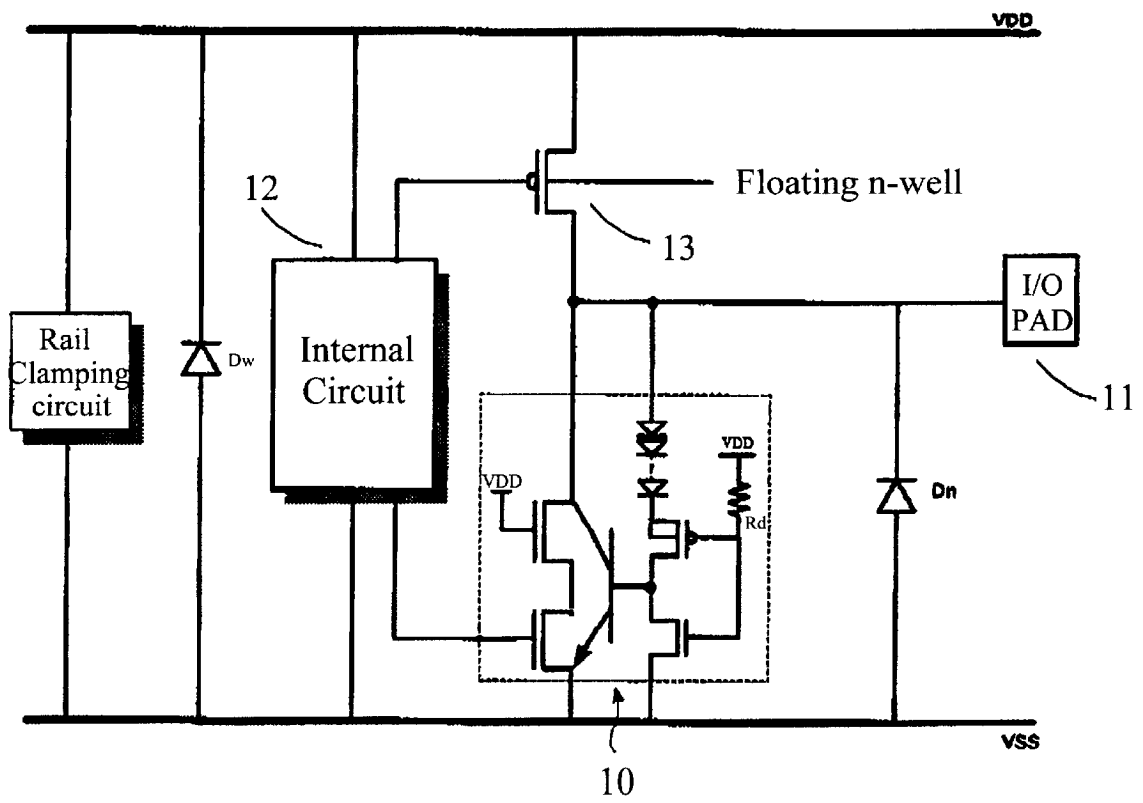 VDD
Floating n-well
12
13
I/O
PAD
Rail
Clamping
circuit
Dw
Internal
Circuit
11
VDD
VDD
Rd
Dn
VSS
10